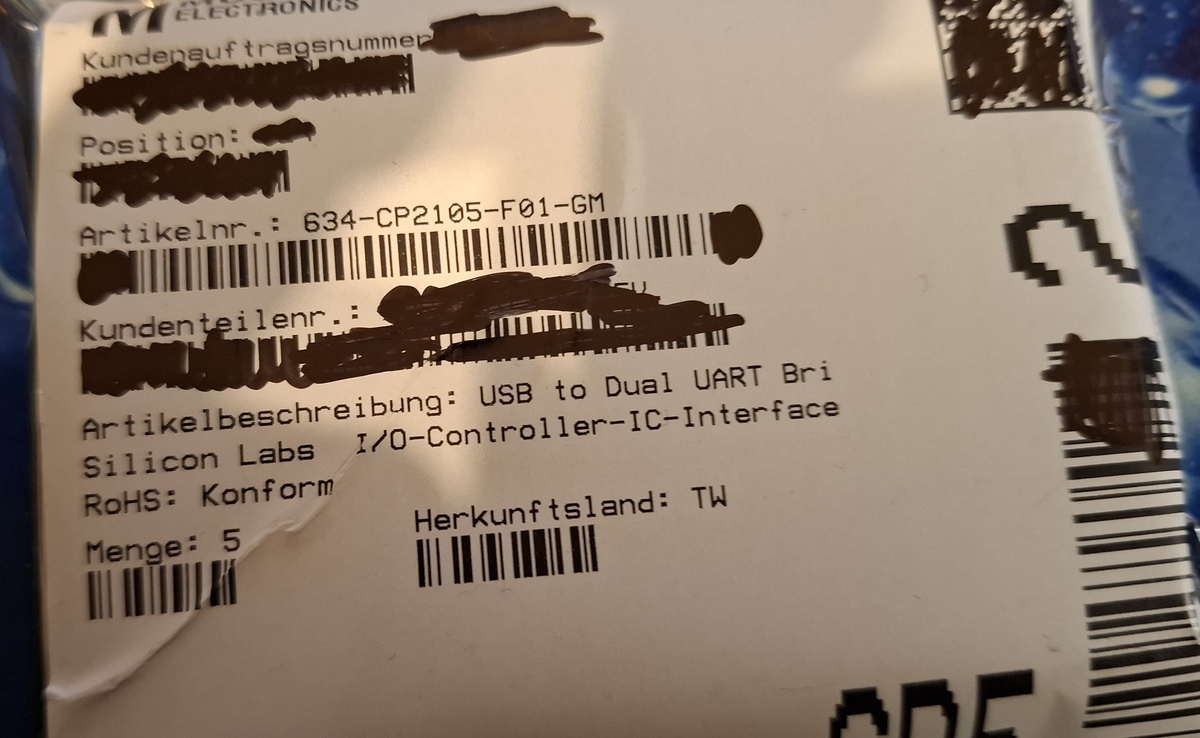 ELECTRONICS
Kundenauftragsnummer
Position:
Artikelnr.: 634-CP2105-F01-GM
Kundenteilenr.:
Artikelbeschreibung: USB to Dual UART Bri
Silicon Labs I/O-Controller-IC-Interface
RoHS: Konform
Menge: 5
Herkunftsland: TW
2